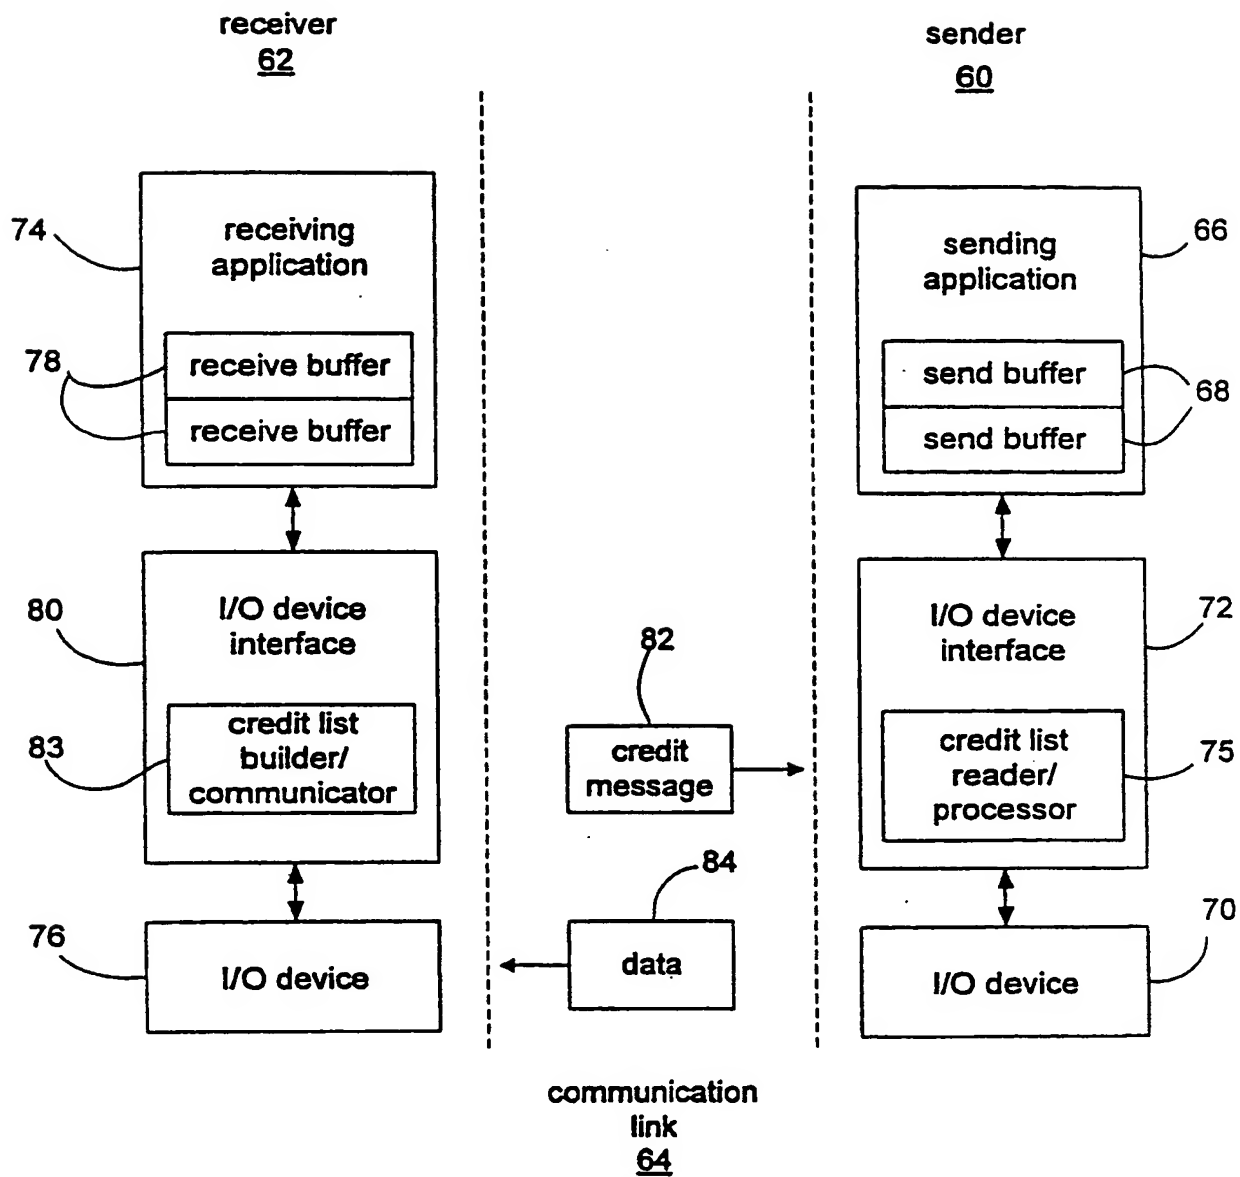 receiver
62
sender
60
74
receiving
application
78
receive buffer
receive buffer
66
sending
application
68
send buffer
send buffer
80
I/O device
interface
83
credit list
builder/
communicator
82
credit
message
72
I/O device
interface
75
credit list
reader/
processor
76
I/O device
84
data
70
I/O device
communication
link
64